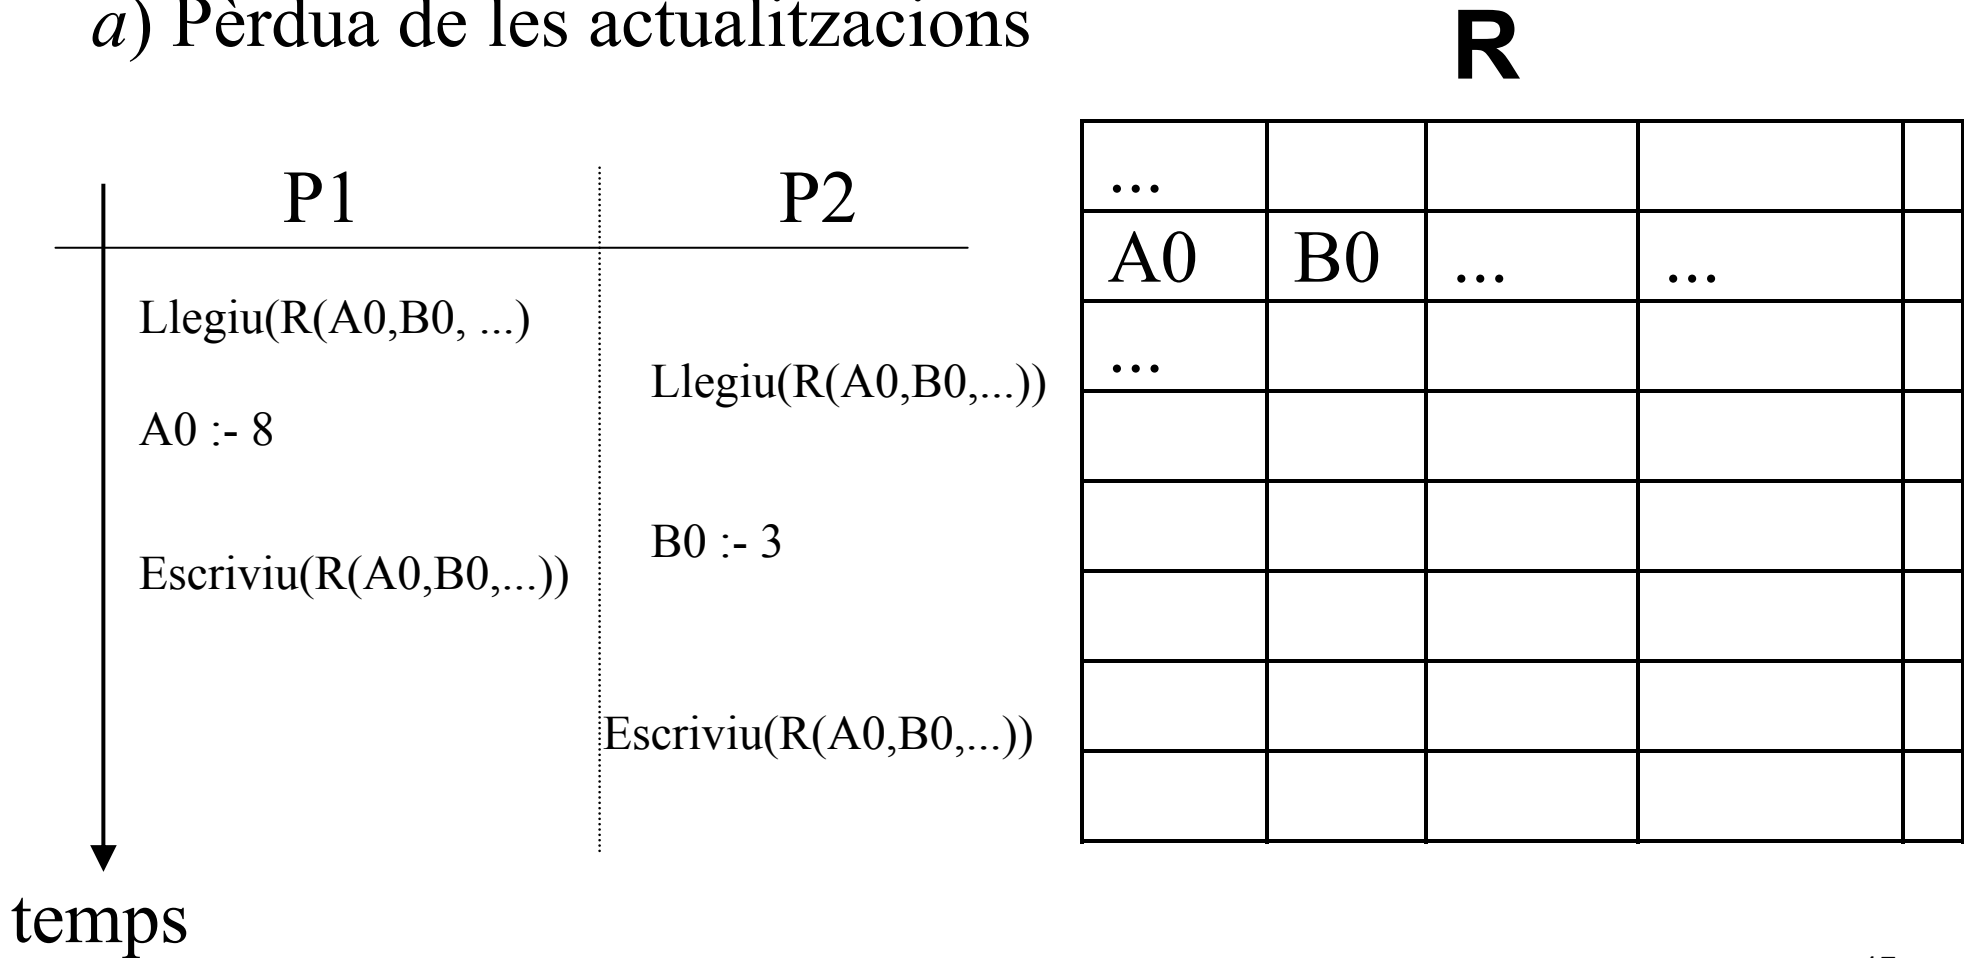 a) Pèrdua de les actualitzacions
R
P1 P2
Llegiu(R(A0,B0, ...)
Llegiu(R(A0,B0,...))
A0 :- 8
B0 :- 3
Escriviu(R(A0,B0,...))
Escriviu(R(A0,B0,...))
temps
...
A0 B0 ... ...
...